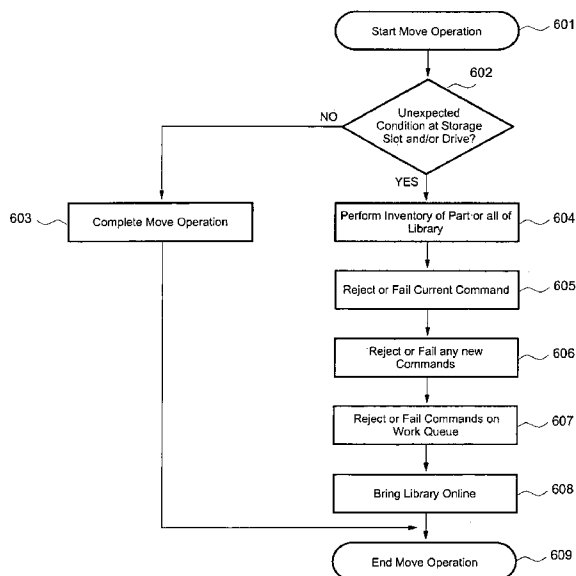 Start Move Operation
601
602
Unexpected
Condition at Storage
Slot and/or Drive?
NO
YES
603
Complete Move Operation
Perform Inventory of Part or all of
Library
604
Reject or Fail Current Command
605
Reject or Fail any new
Commands
606
Reject or Fail Commands on
Work Queue
607
Bring Library Online
608
End Move Operation
609